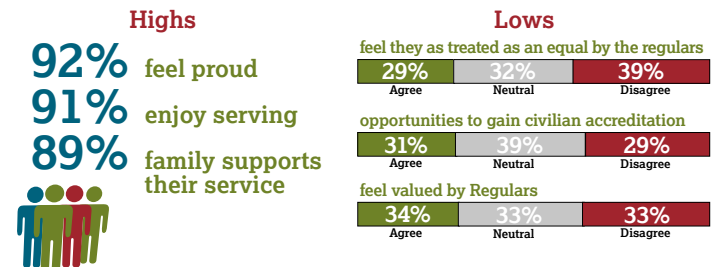 Highs
92% feel proud
91% enjoy serving
89% family supports
their service
Lows
feel they as treated as an equal by the regulars
29% 32% 39%
Agree Neutral Disagree
opportunities to gain civilian accreditation
31% 39% 29%
Agree Neutral Disagree
feel valued by Regulars
34% 33% 33%
Agree Neutral Disagree